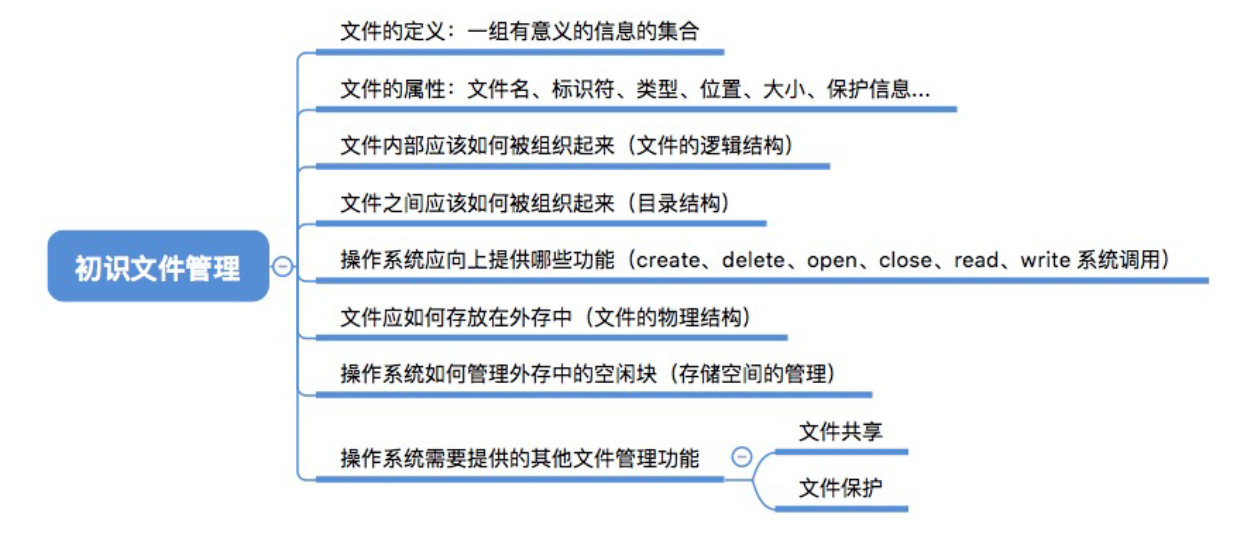 初识文件管理
文件的定义：一组有意义的信息的集合
文件的属性：文件名、标识符、类型、位置、大小、保护信息...
文件内部应该如何被组织起来（文件的逻辑结构）
文件之间应该如何被组织起来（目录结构）
操作系统应向上提供哪些功能（create、delete、open、close、read、write 系统调用）
文件应如何存放在外存中（文件的物理结构）
操作系统如何管理外存中的空闲块（存储空间的管理）
操作系统需要提供的其他文件管理功能
文件共享
文件保护